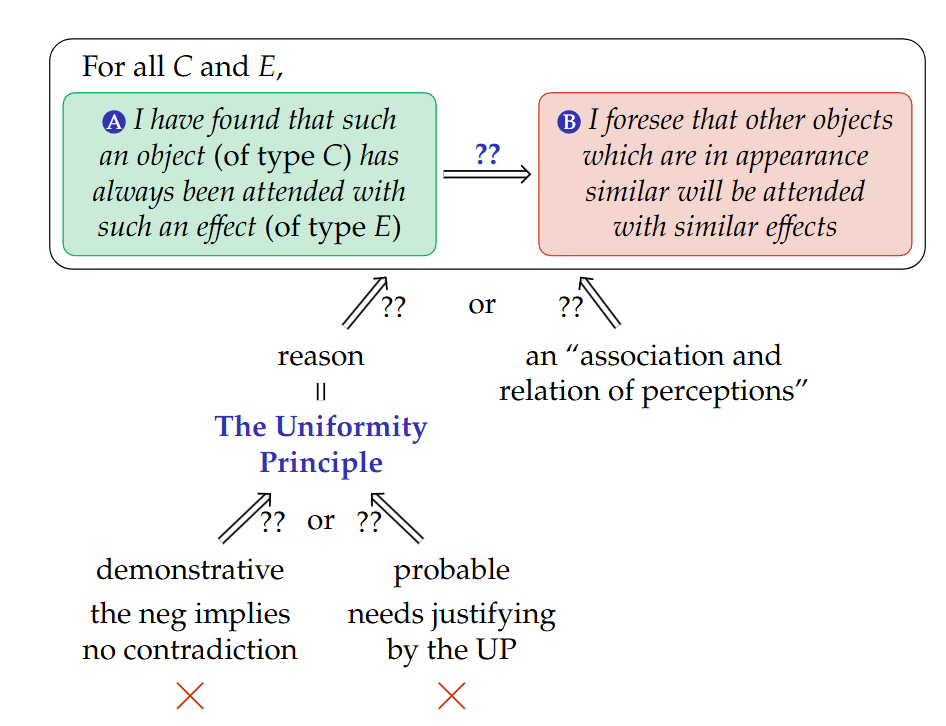 For all C and E,
A I have found that such
an object (of type C) has
always been attended with
such an effect (of type E)
??
B I foresee that other objects
which are in appearance
similar will be attended
with similar effects
?? or ??
reason
=
The Uniformity
Principle
an “association and
relation of perceptions”
?? or ??
demonstrative
the neg implies
no contradiction
probable
needs justifying
by the UP